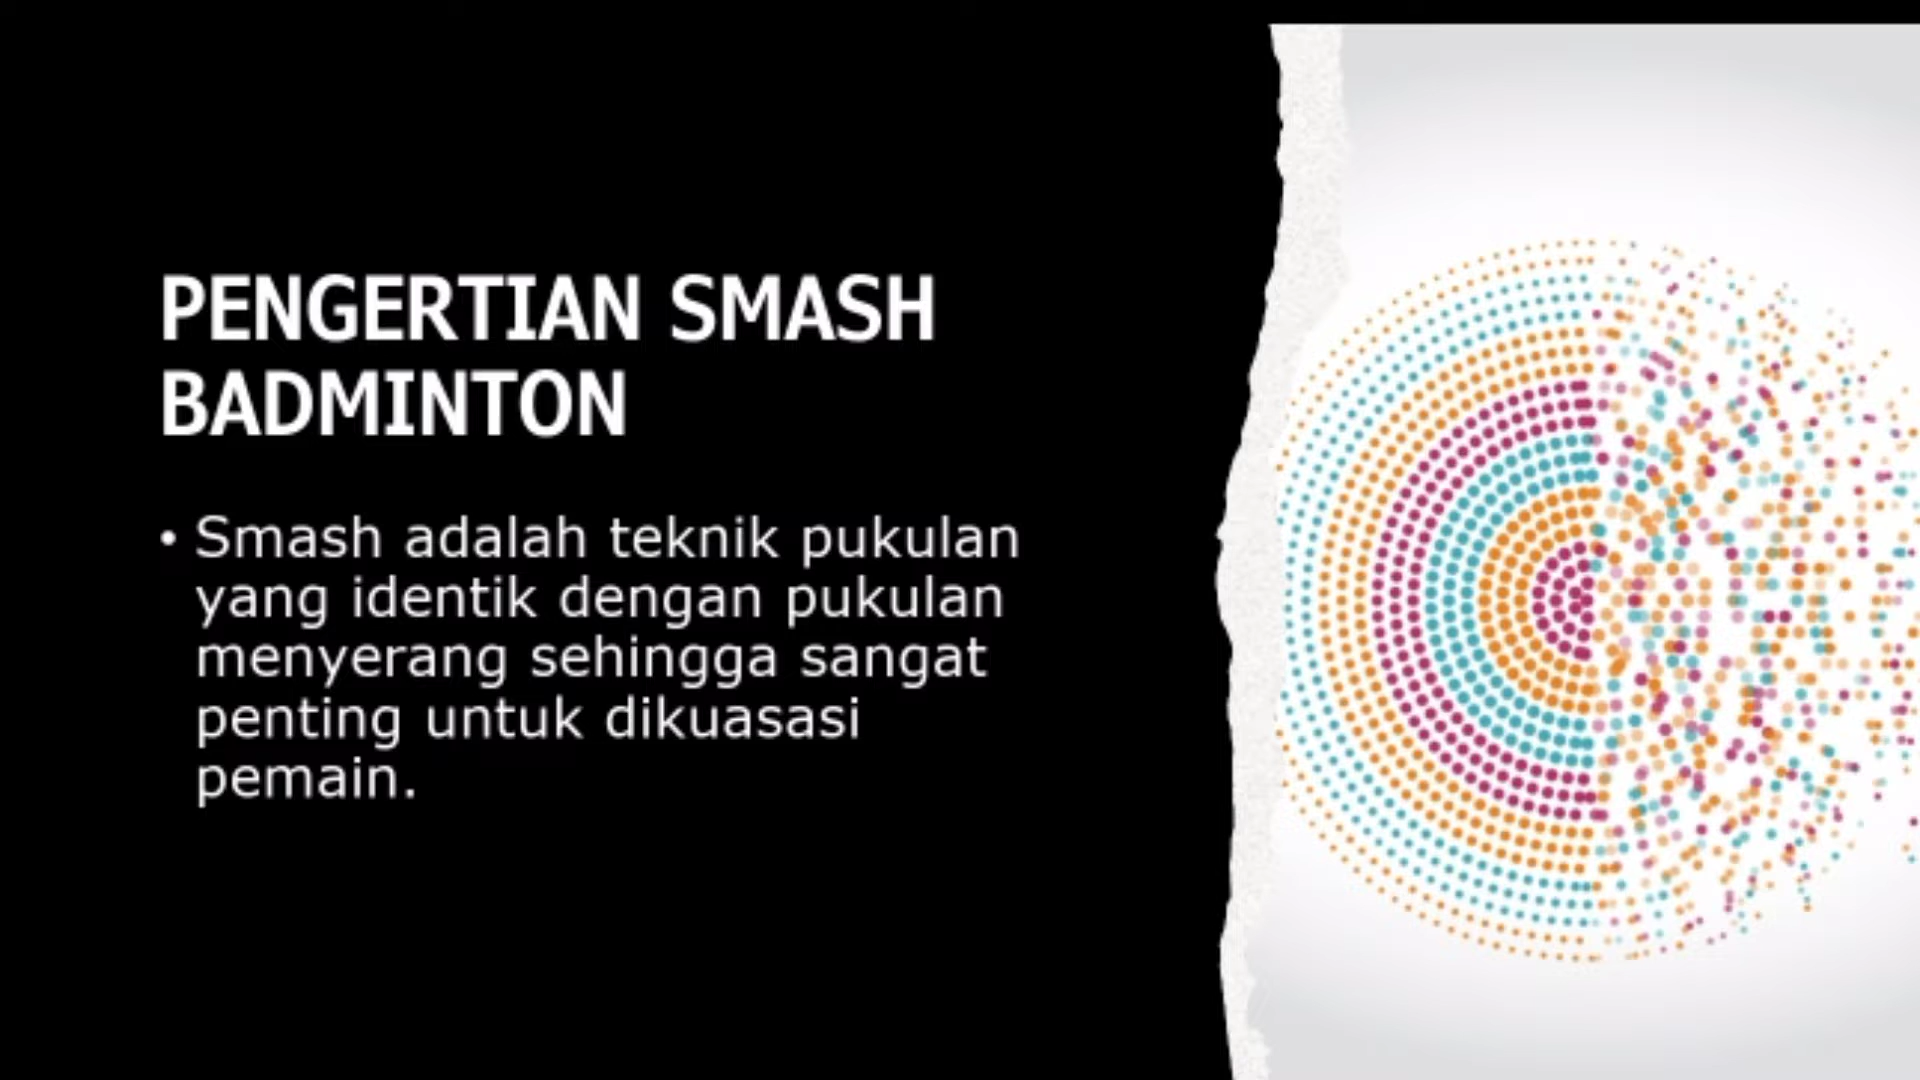 PENGERTIAN SMASH
BADMINTON
• Smash adalah teknik pukulan
yang identik dengan pukulan
menyerang sehingga sangat
penting untuk dikuasasi
pemain.